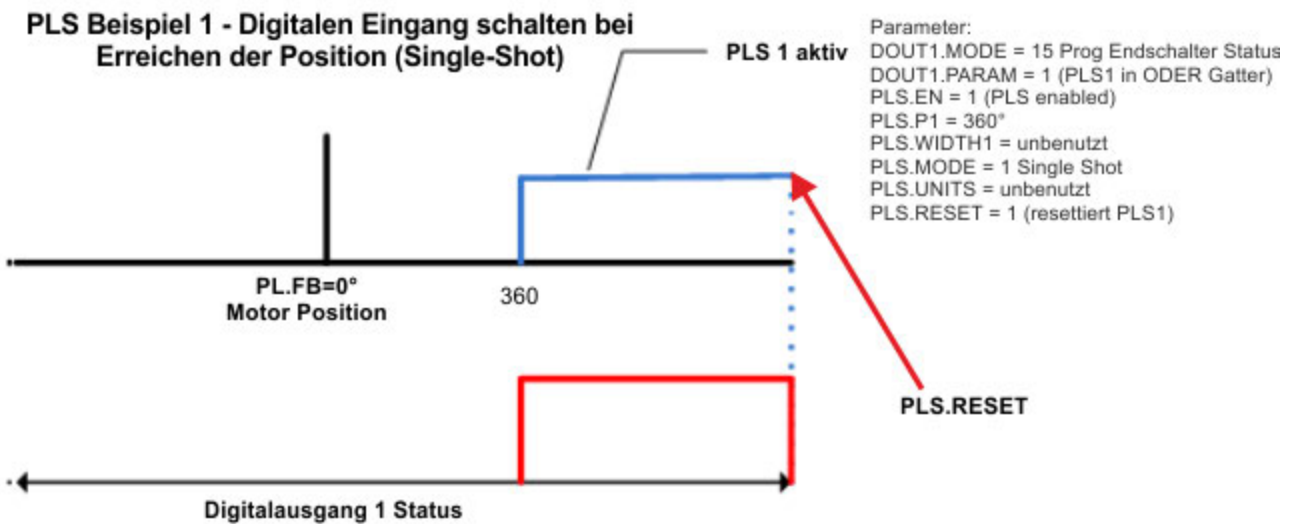 PLS Beispiel 1 - Digitalen Eingang schalten bei
Erreichen der Position (Single-Shot)
PLS 1 aktiv
Parameter:
DOUT1.MODE = 15 Prog Endschalter Status
DOUT1.PARAM = 1 (PLS1 in ODER Gatter)
PLS.EN = 1 (PLS enabled)
PLS.P1 = 360°
PLS.WIDTH1 = unbenutzt
PLS.MODE = 1 Single Shot
PLS.UNITS = unbenutzt
PLS.RESET = 1 (resettiert PLS1)
PL.FB=0°
Motor Position
360
PLS.RESET
Digitalausgang 1 Status